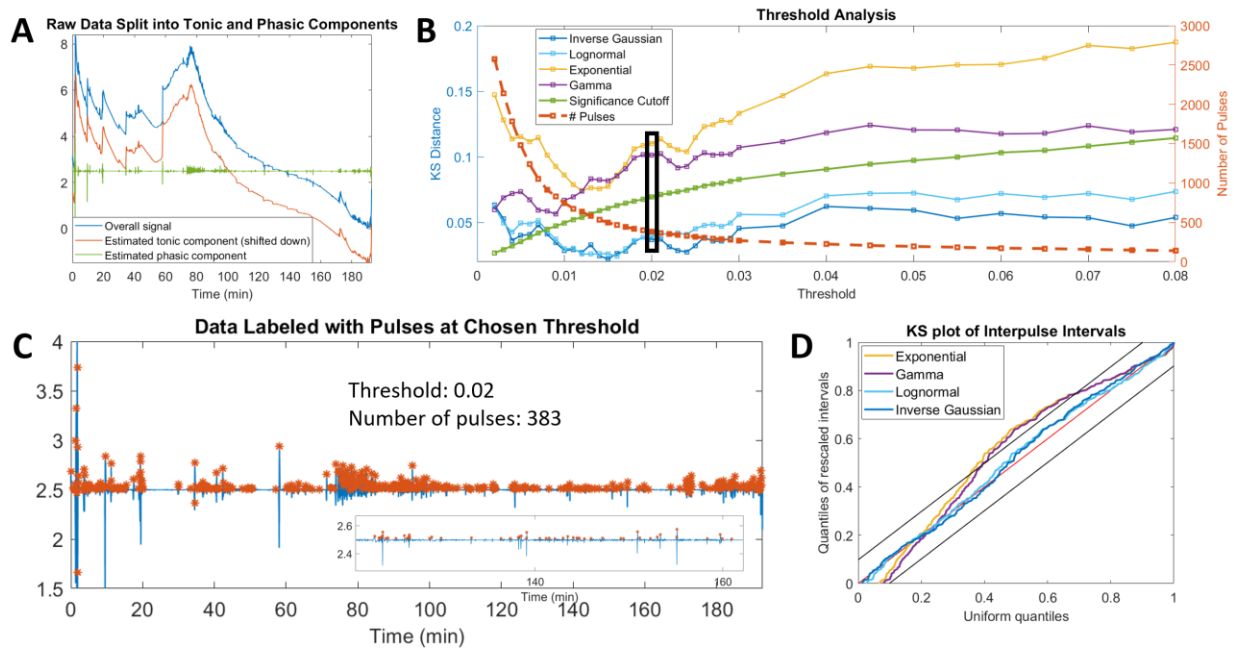 A
Raw Data Split into Tonic and Phasic Components
8
6
4
2
0
Overall signal
Estimated tonic component (shifted down)
Estimated phasic component
0 20 40 60 80 100 120 140 160 180
Time (min)
B
Threshold Analysis
KS Distance
0.2
0.15
0.1
0.05
Inverse Gaussian
Lognormal
Exponential
Gamma
Significance Cutoff
# Pulses
3000
2500
2000
1500
1000
500
0
Number of Pulses
0 0.01 0.02 0.03 0.04 0.05 0.06 0.07 0.08
Threshold
C
Data Labeled with Pulses at Chosen Threshold
4
3.5
3
2.5
2
1.5
Threshold: 0.02
Number of pulses: 383
2.6
2.4
140 160
Time (min)
0 20 40 60 80 100 120 140 160 180
Time (min)
D
KS plot of Interpulse Intervals
Quantiles of rescaled intervals
1
0.8
0.6
0.4
0.2
0
Exponential
Gamma
Lognormal
Inverse Gaussian
0 0.2 0.4 0.6 0.8 1
Uniform quantiles